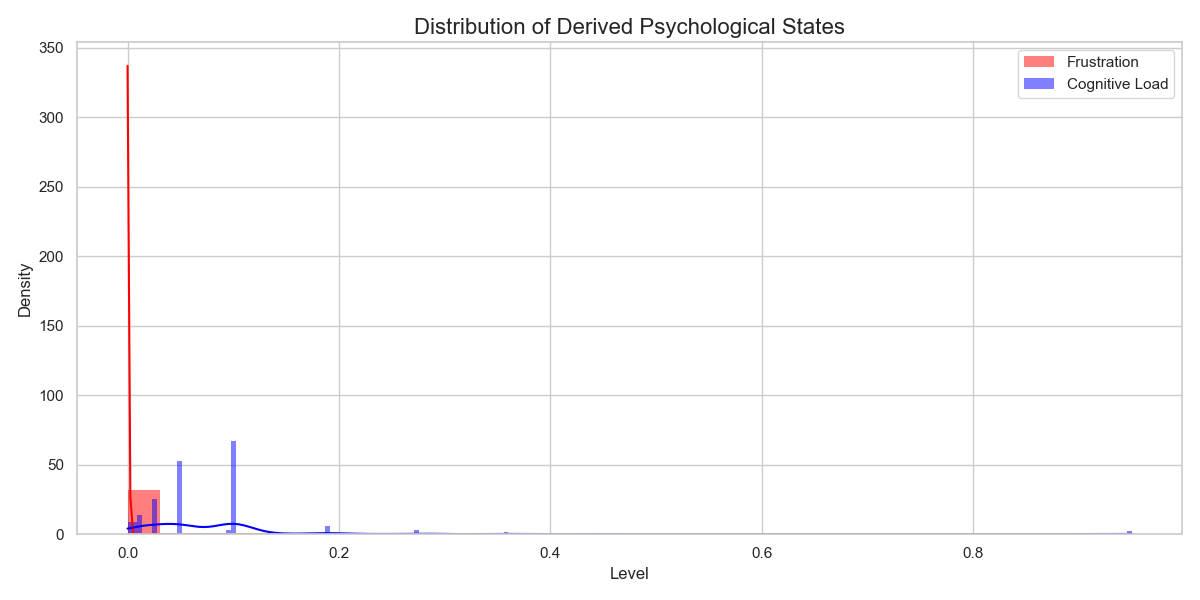 Distribution of Derived Psychological States
Frustration
Cognitive Load
350
300
250
200
150
100
50
0
Density
0.0 0.2 0.4 0.6 0.8
Level